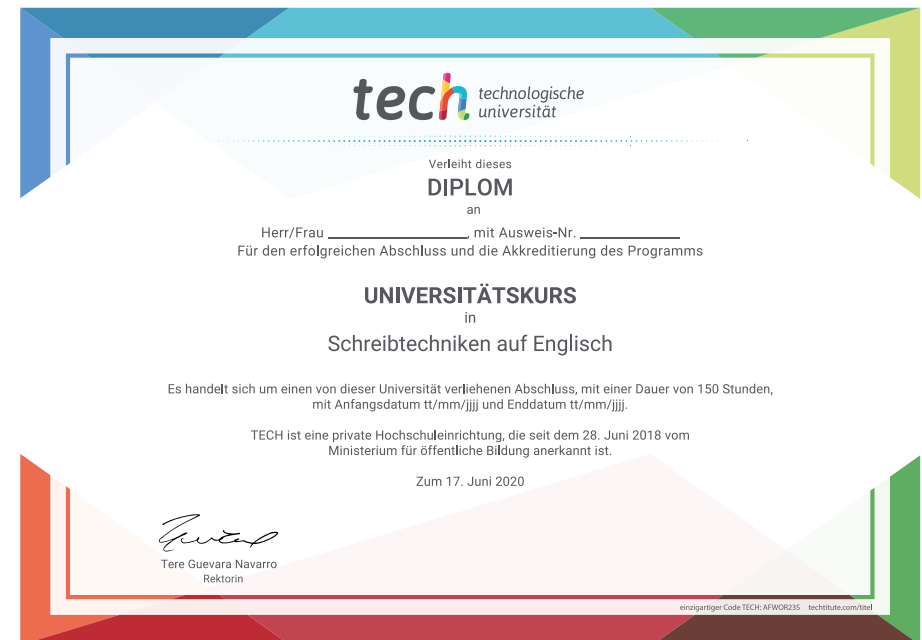 tech technologische
universität
Verleiht dieses
DIPLOM
an
Herr/Frau ____________________, mit Ausweis-Nr. ______________
Für den erfolgreichen Abschluss und die Akkreditierung des Programms
UNIVERSITÄTSKURS
in
Schreibtechniken auf Englisch
Es handelt sich um einen von dieser Universität verliehenen Abschluss, mit einer Dauer von 150 Stunden,
mit Anfangsdatum tt/mm/jjjj und Enddatum tt/mm/jjjj.
TECH ist eine private Hochschuleinrichtung, die seit dem 28. Juni 2018 vom
Ministerium für öffentliche Bildung anerkannt ist.
Zum 17. Juni 2020
Tere Guevara Navarro
Rektorin
einzigartiger Code TECH: AFWOR23S techtitute.com/titel